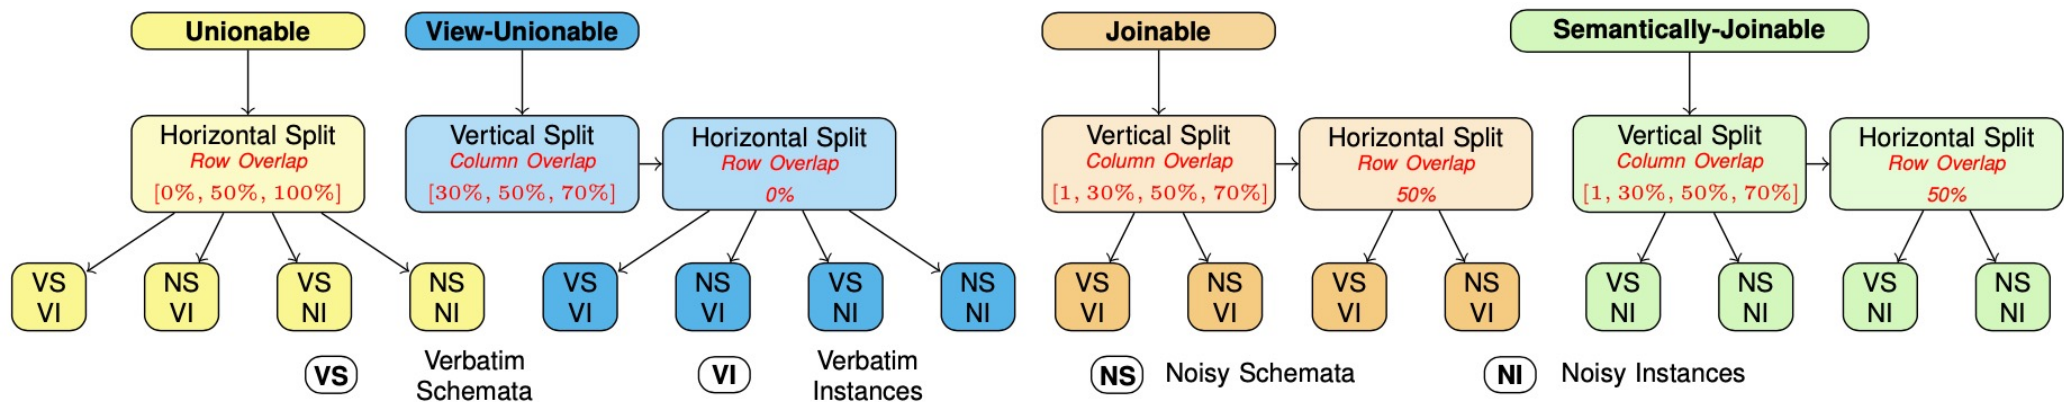 Unionable
View-Unionable
Joinable
Semantically-Joinable
Horizontal Split
Row Overlap
[0%, 50%, 100%]
Vertical Split
Column Overlap
[30%, 50%, 70%]
Horizontal Split
Row Overlap
0%
Vertical Split
Column Overlap
[1, 30%, 50%, 70%]
Horizontal Split
Row Overlap
50%
Vertical Split
Column Overlap
[1, 30%, 50%, 70%]
Horizontal Split
Row Overlap
50%
VS
VI
NS
VI
VS
NI
NS
NI
VS
VI
NS
VI
VS
NI
NS
NI
VS
VI
NS
VI
VS
VI
NS
VI
VS
NI
NS
NI
VS
NI
NS
NI
VS
Verbatim
Schemata
VI
Verbatim
Instances
NS
Noisy Schemata
NI
Noisy Instances